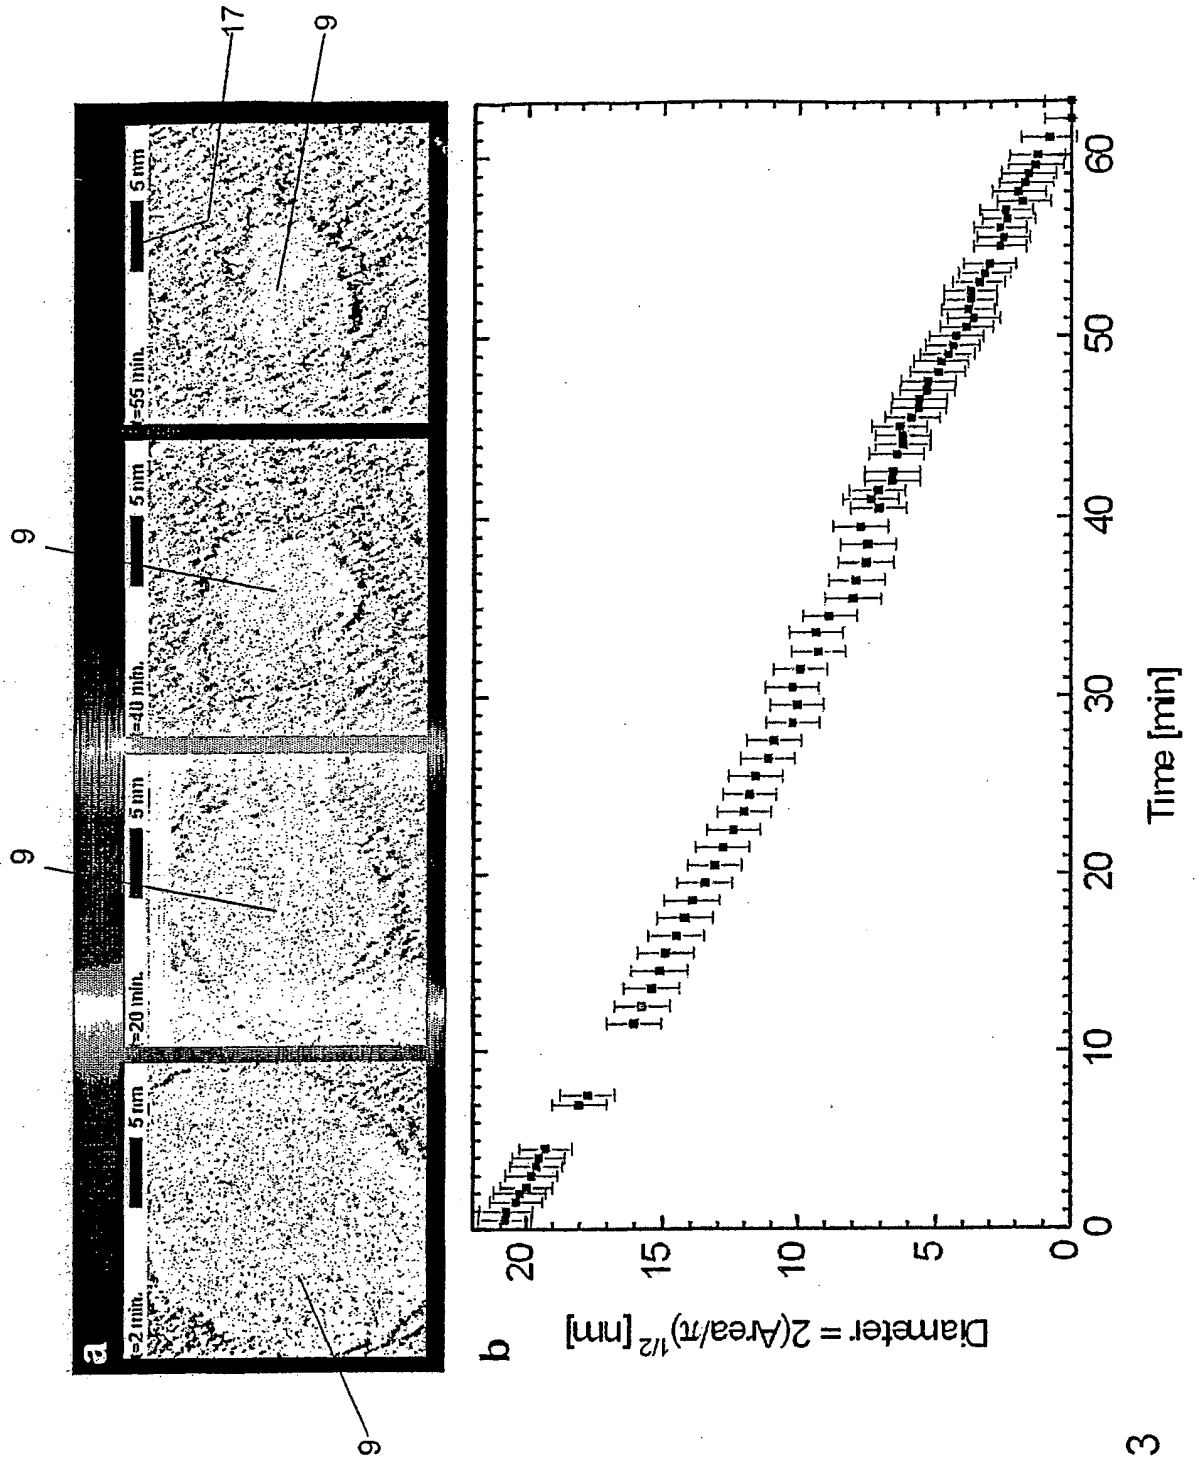 a
t=2 min. 5 nm
t=20 min. 5 nm
t=40 min. 5 nm
t=55 min. 5 nm
9
9
9
9
17
b
Diameter = 2(Area/π)^1/2 [nm]
20
15
10
5
0
0 10 20 30 40 50 60
Time [min]
3